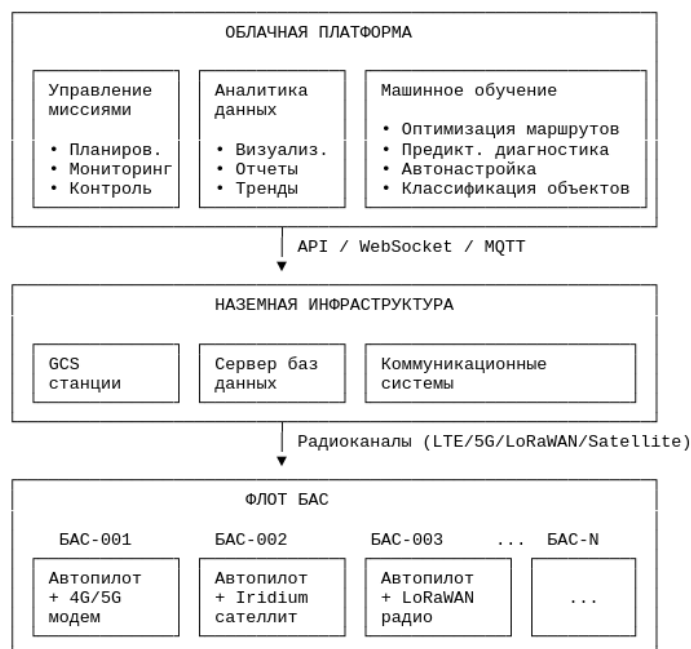 ОБЛАЧНАЯ ПЛАТФОРМА
Управление миссиями
• Планиров.
• Мониторинг
• Контроль
Аналитика данных
• Визуализ.
• Отчеты
• Тренды
Машинное обучение
• Оптимизация маршрутов
• Предикт. диагностика
• Автонастройка
• Классификация объектов
API / WebSocket / MQTT
НАЗЕМНАЯ ИНФРАСТРУКТУРА
GCS
станции
Сервер баз
данных
Коммуникационные
системы
Радиоканалы (LTE/5G/LoRaWAN/Satellite)
ФЛОТ БАС
БАС-001
БАС-002
БАС-003
...
БАС-N
Автопилот
+ 4G/5G
модем
Автопилот
+ Iridium
сателлит
Автопилот
+ LoRaWAN
радио
...